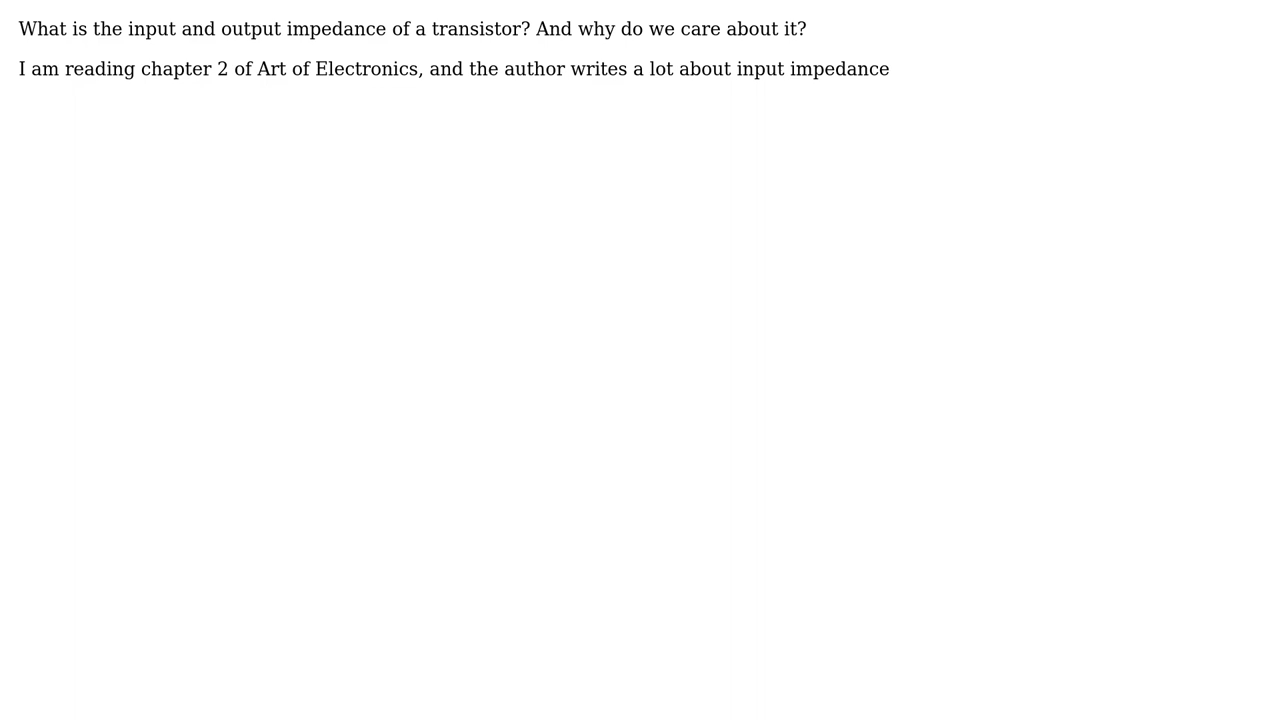 What is the input and output impedance of a transistor? And why do we care about it?
I am reading chapter 2 of Art of Electronics, and the author writes a lot about input impedance